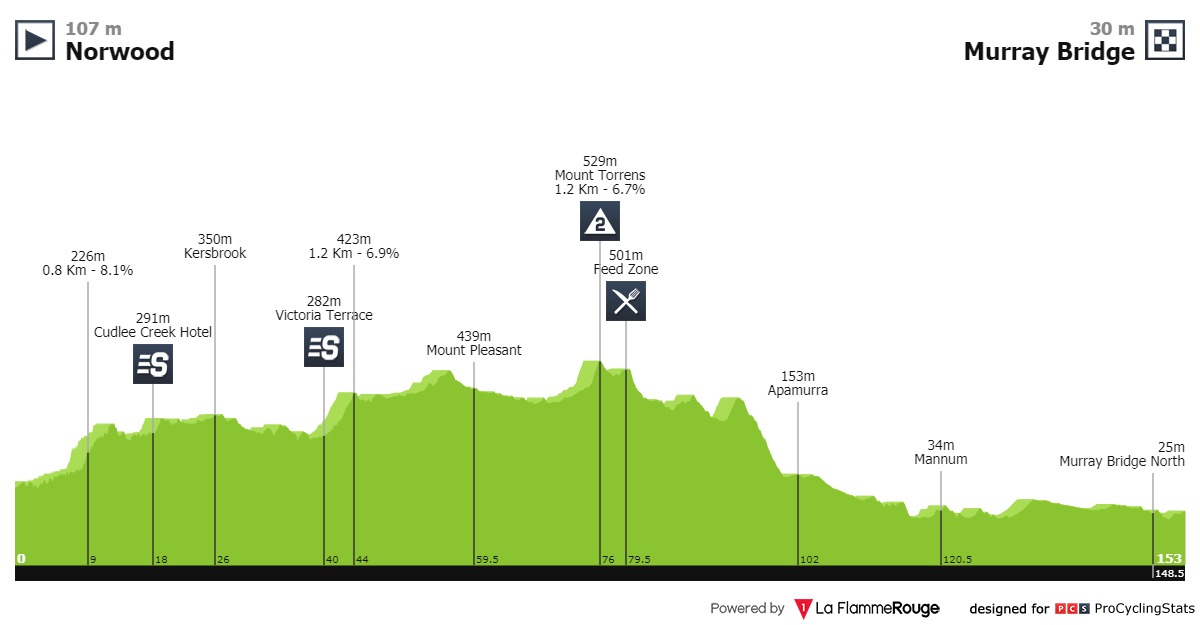 107 m
Norwood
30 m
Murray Bridge
529m
Mount Torrens
1.2 Km - 6.7%
2
226m
0.8 Km - 8.1%
350m
Kersbrook
423m
1.2 Km - 6.9%
501m
Feed Zone
291m
Cudlee Creek Hotel
S
282m
Victoria Terrace
S
439m
Mount Pleasant
153m
Apamurra
34m
Mannum
25m
Murray Bridge North
0 9 18 26 40 44 59.5 76 79.5 102 120.5 153
148.5
Powered by 1 La FlammeRouge designed for PCS ProCyclingStats